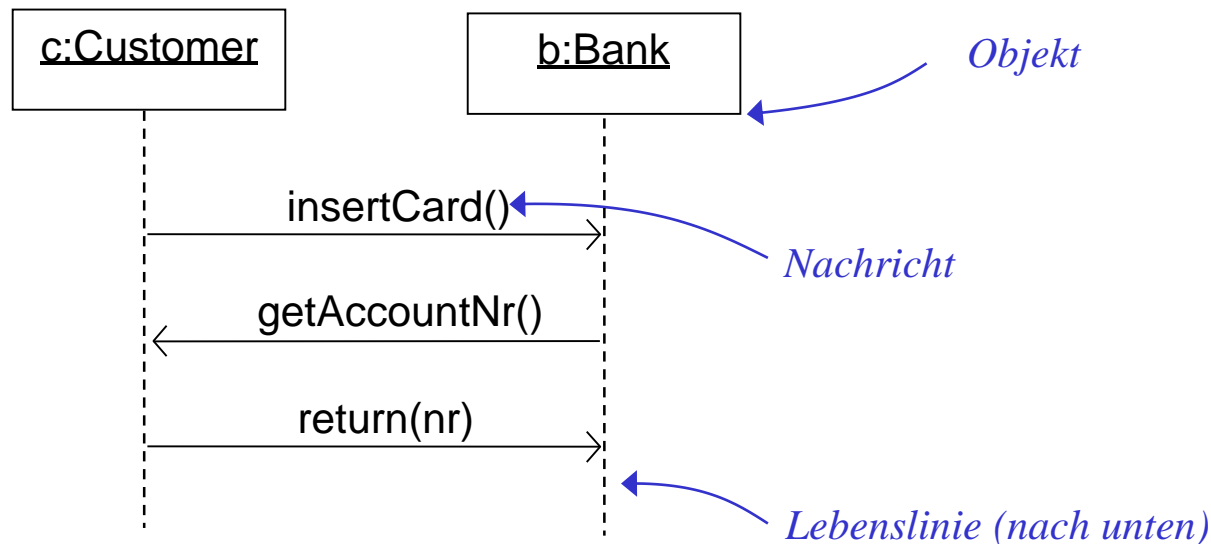 c:Customer
b:Bank
Objekt
insertCard()
Nachricht
getAccountNr()
return(nr)
Lebenslinie (nach unten)